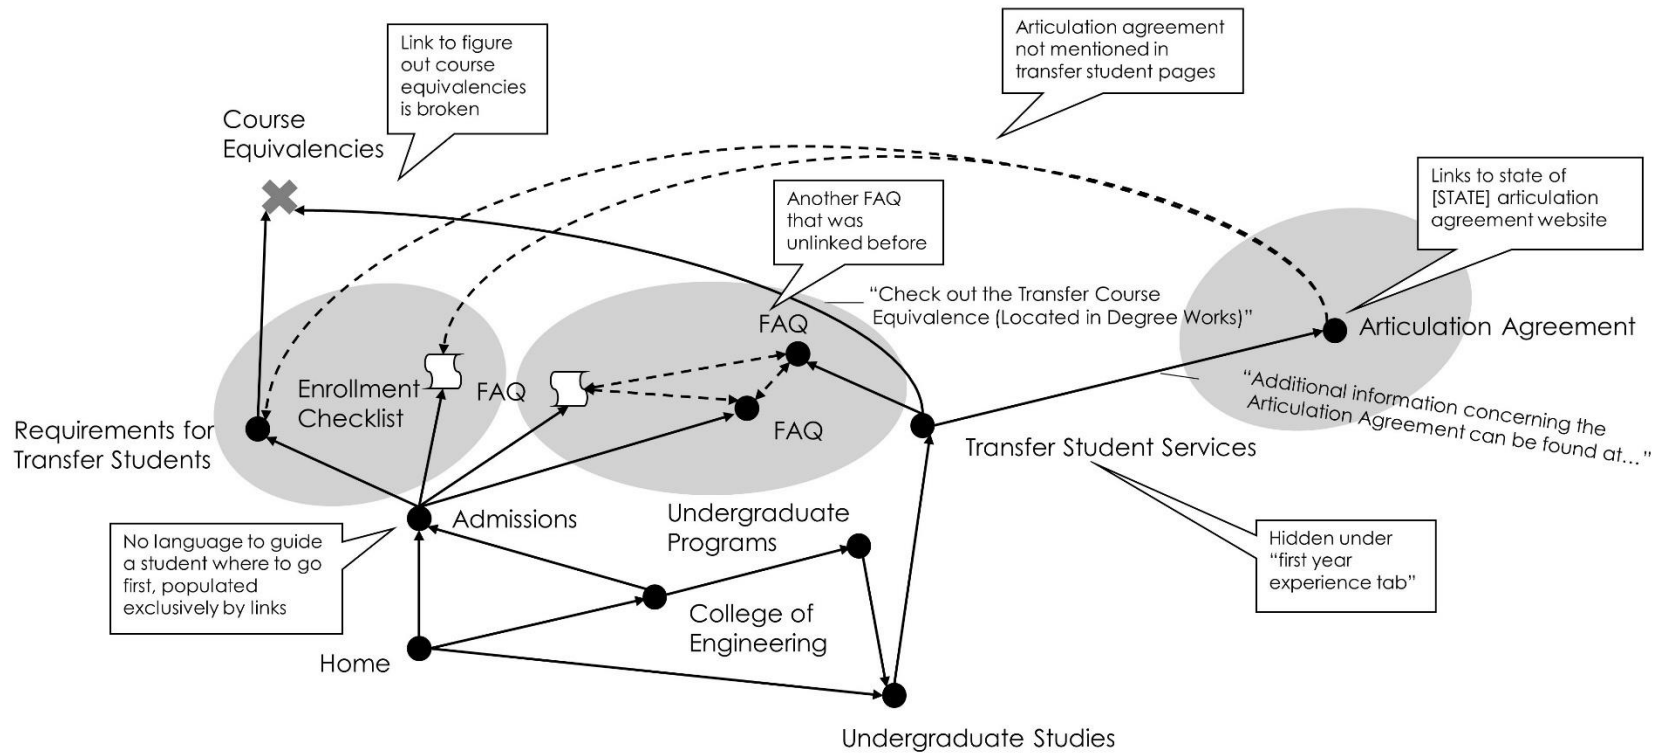 Link to figure
out course
equivalencies
is broken
Articulation agreement
not mentioned in
transfer student pages
Course
Equivalencies
Another FAQ
that was
unlinked before
Links to state of
[STATE] articulation
agreement website
“Check out the Transfer Course
Equivalence (Located in Degree Works)”
FAQ
Articulation Agreement
Enrollment
Checklist
FAQ
FAQ
“Additional information concerning the
Articulation Agreement can be found at…”
Requirements for
Transfer Students
Transfer Student Services
Admissions
Undergraduate
Programs
No language to guide
a student where to go
first, populated
exclusively by links
Hidden under
“first year
experience tab”
College of
Engineering
Home
Undergraduate Studies